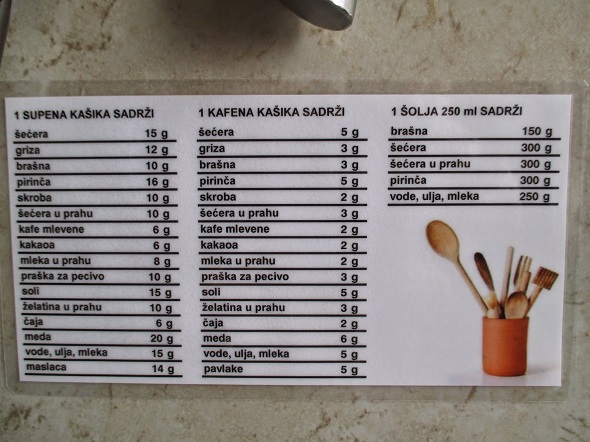 1 SUPENA KAŠIKA SADRŽI
šećera 15 g
griza 12 g
brašna 10 g
pirinča 16 g
skroba 10 g
šećera u prahu 10 g
kafe mlevene 6 g
kakaoa 6 g
mleka u prahu 8 g
praška za pecivo 10 g
soli 15 g
želatina u prahu 10 g
čaja 6 g
meda 20 g
vode, ulja, mleka 15 g
maslaca 14 g
1 KAFENA KAŠIKA SADRŽI
šećera 5 g
griza 3 g
brašna 3 g
pirinča 5 g
skroba 2 g
šećera u prahu 3 g
kafe mlevene 2 g
kakaoa 2 g
mleka u prahu 2 g
praška za pecivo 3 g
soli 5 g
želatina u prahu 3 g
čaja 2 g
meda 6 g
vode, ulja, mleka 5 g
pavlake 5 g
1 ŠOLJA 250 ml SADRŽI
brašna 150 g
šećera 300 g
šećera u prahu 300 g
pirinča 300 g
vode, ulja, mleka 250 g